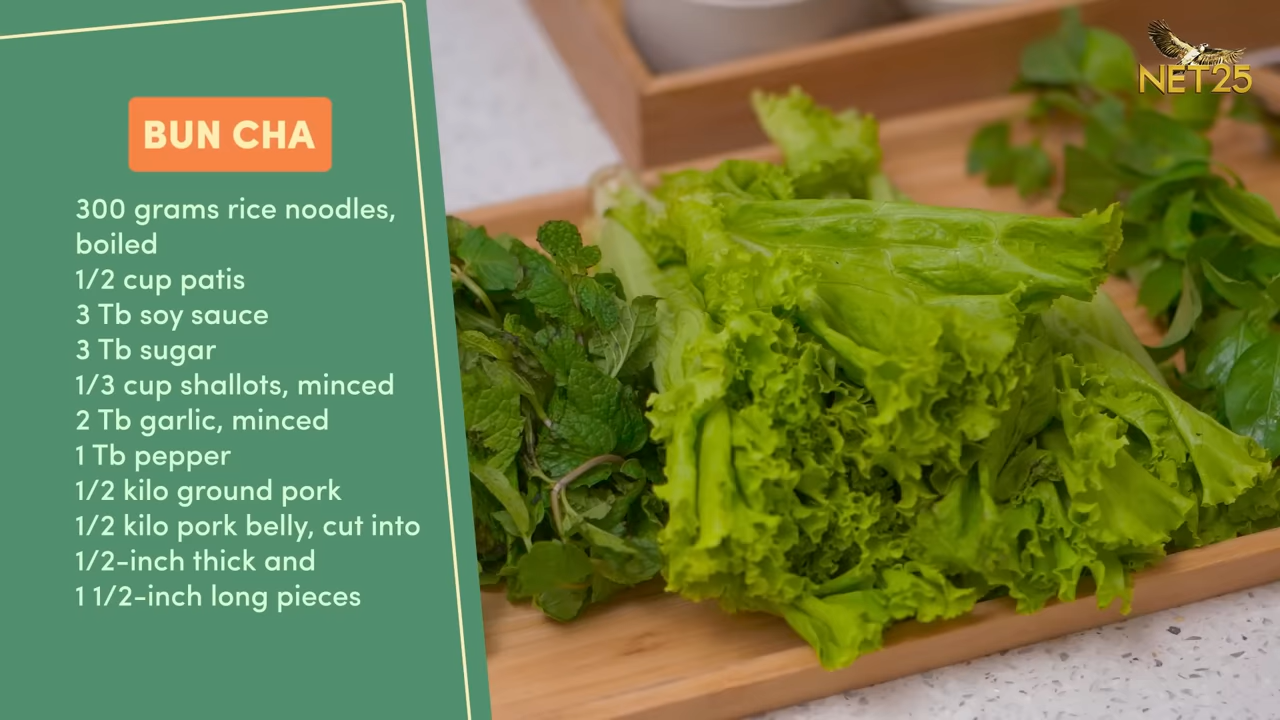 NET25
BUN CHA
300 grams rice noodles,
boiled
1/2 cup patis
3 Tb soy sauce
3 Tb sugar
1/3 cup shallots, minced
2 Tb garlic, minced
1 Tb pepper
1/2 kilo ground pork
1/2 kilo pork belly, cut into
1/2-inch thick and
1 1/2-inch long pieces